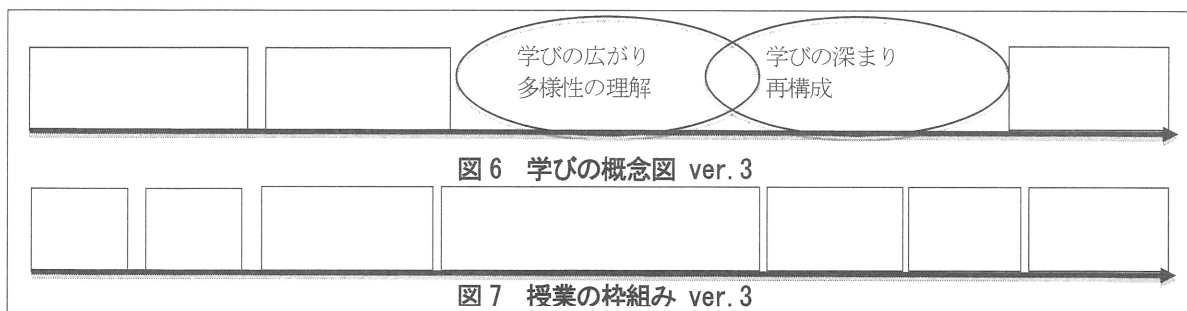 学びの広がり
多様性の理解
学びの深まり
再構成
図6 学びの概念図 ver.3
図7 授業の枠組み ver.3